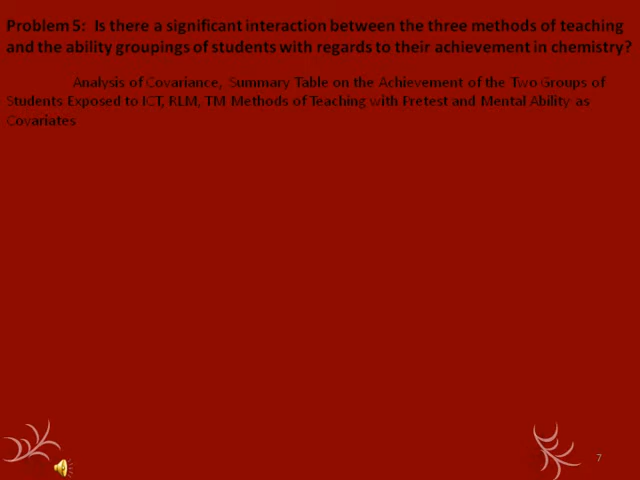 Problem 5:  Is there a significant interaction between the three methods of teaching
and the ability groupings of students with regards to their achievement in chemistry?
Analysis of Covariance,  Summary Table on the Achievement of the Two Groups of
Students Exposed to ICT, RLM, TM Methods of Teaching with Pretest and Mental Ability as
Covariates
7